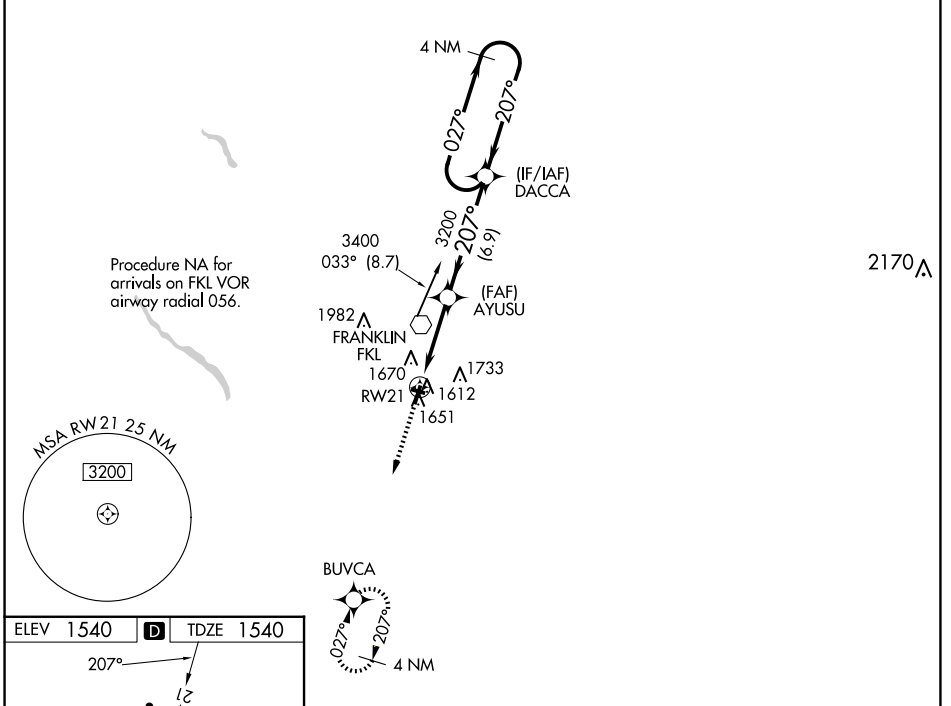 4 NM
027°
207°
(IF/IAF)
DACCA
3200
207°
(6.9)
3400
033° (8.7)
Procedure NA for
arrivals on FKL VOR
airway radial 056.
2170
(FAF)
AYUSU
1982
FRANKLIN
FKL
1670
1733
RW21
1612
1651
MSA RW21 25 NM
3200
BUVCA
027°
207°
4 NM
ELEV 1540 D TDZE 1540
207°
21